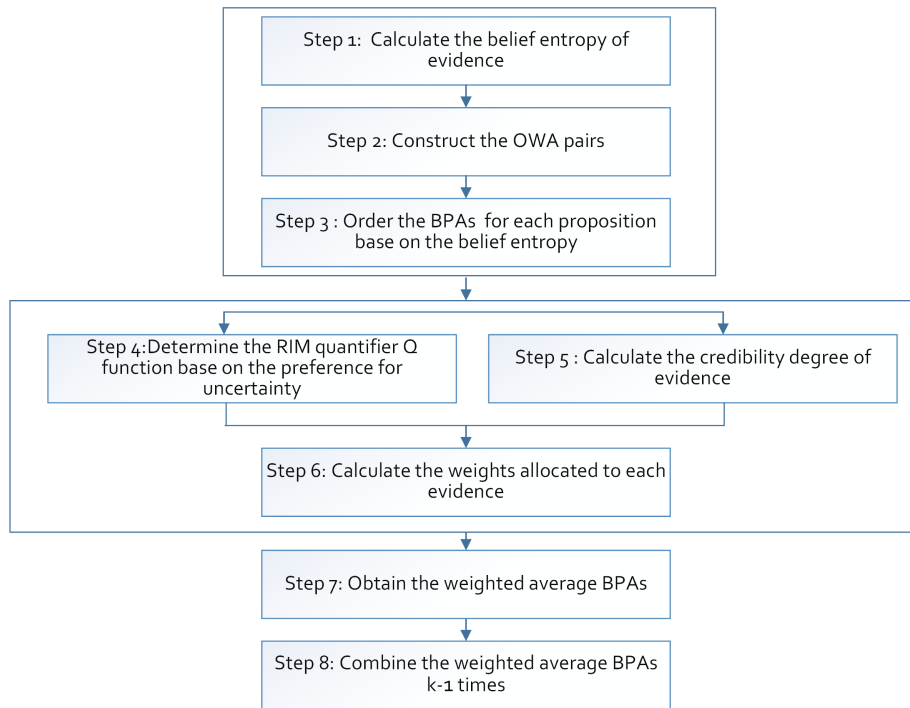 Step 1:  Calculate the belief entropy of
evidence
Step 2: Construct the OWA pairs
Step 3 : Order the BPAs  for each proposition
base on the belief entropy
Step 4:Determine the RIM quantifier Q
function base on the preference for
uncertainty
Step 5 : Calculate the credibility degree of
evidence
Step 6: Calculate the weights allocated to each
evidence
Step 7: Obtain the weighted average BPAs
Step 8: Combine the weighted average BPAs
k-1 times